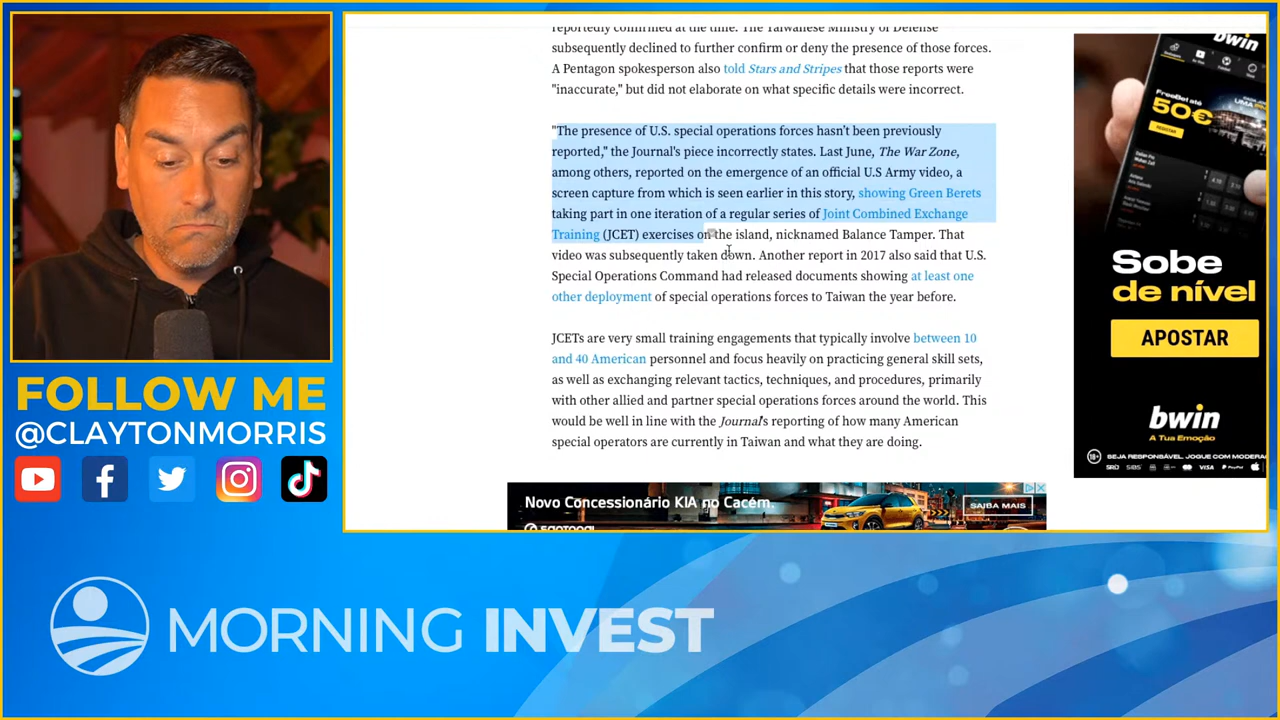 FOLLOW ME
@CLAYTONMORRIS
MORNING INVEST
reportedly confirmed at the time. The Taiwanese Ministry of Defense
subsequently declined to further confirm or deny the presence of those forces.
A Pentagon spokesperson also told Stars and Stripes that those reports were
"inaccurate," but did not elaborate on what specific details were incorrect.
"The presence of U.S. special operations forces hasn't been previously
reported," the Journal's piece incorrectly states. Last June, The War Zone,
among others, reported on the emergence of an official U.S Army video, a
screen capture from which is seen earlier in this story, showing Green Berets
taking part in one iteration of a regular series of Joint Combined Exchange
Training (JCET) exercises on the island, nicknamed Balance Tamper. That
video was subsequently taken down. Another report in 2017 also said that U.S.
Special Operations Command had released documents showing at least one
other deployment of special operations forces to Taiwan the year before.
JCETs are very small training engagements that typically involve between 10
and 40 American personnel and focus heavily on practicing general skill sets,
as well as exchanging relevant tactics, techniques, and procedures, primarily
with other allied and partner special operations forces around the world. This
would be well in line with the Journal's reporting of how many American
special operators are currently in Taiwan and what they are doing.
Novo Concessionário KIA no Cacém.
SAIBA MAIS
bwin
FreeBet até
50€
REGISTAR
Sobe
de nível
APOSTAR
bwin
A Tua Emoção
18+ SEJA RESPONSÁVEL. JOGUE COM MODERA
VISA PayPal